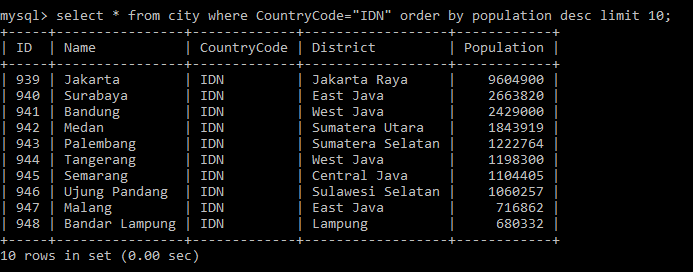 mysql> select * from city where CountryCode="IDN" order by population desc limit 10;
+-----+----------------+-------------+------------------+------------+
| ID  | Name           | CountryCode | District         | Population |
+-----+----------------+-------------+------------------+------------+
| 939 | Jakarta        | IDN         | Jakarta Raya     |    9604900 |
| 940 | Surabaya       | IDN         | East Java        |    2663820 |
| 941 | Bandung        | IDN         | West Java        |    2429000 |
| 942 | Medan          | IDN         | Sumatera Utara   |    1843919 |
| 943 | Palembang      | IDN         | Sumatera Selatan |    1222764 |
| 944 | Tangerang      | IDN         | West Java        |    1198300 |
| 945 | Semarang       | IDN         | Central Java     |    1104405 |
| 946 | Ujung Pandang  | IDN         | Sulawesi Selatan |    1060257 |
| 947 | Malang         | IDN         | East Java        |     716862 |
| 948 | Bandar Lampung | IDN         | Lampung          |     680332 |
+-----+----------------+-------------+------------------+------------+
10 rows in set (0.00 sec)